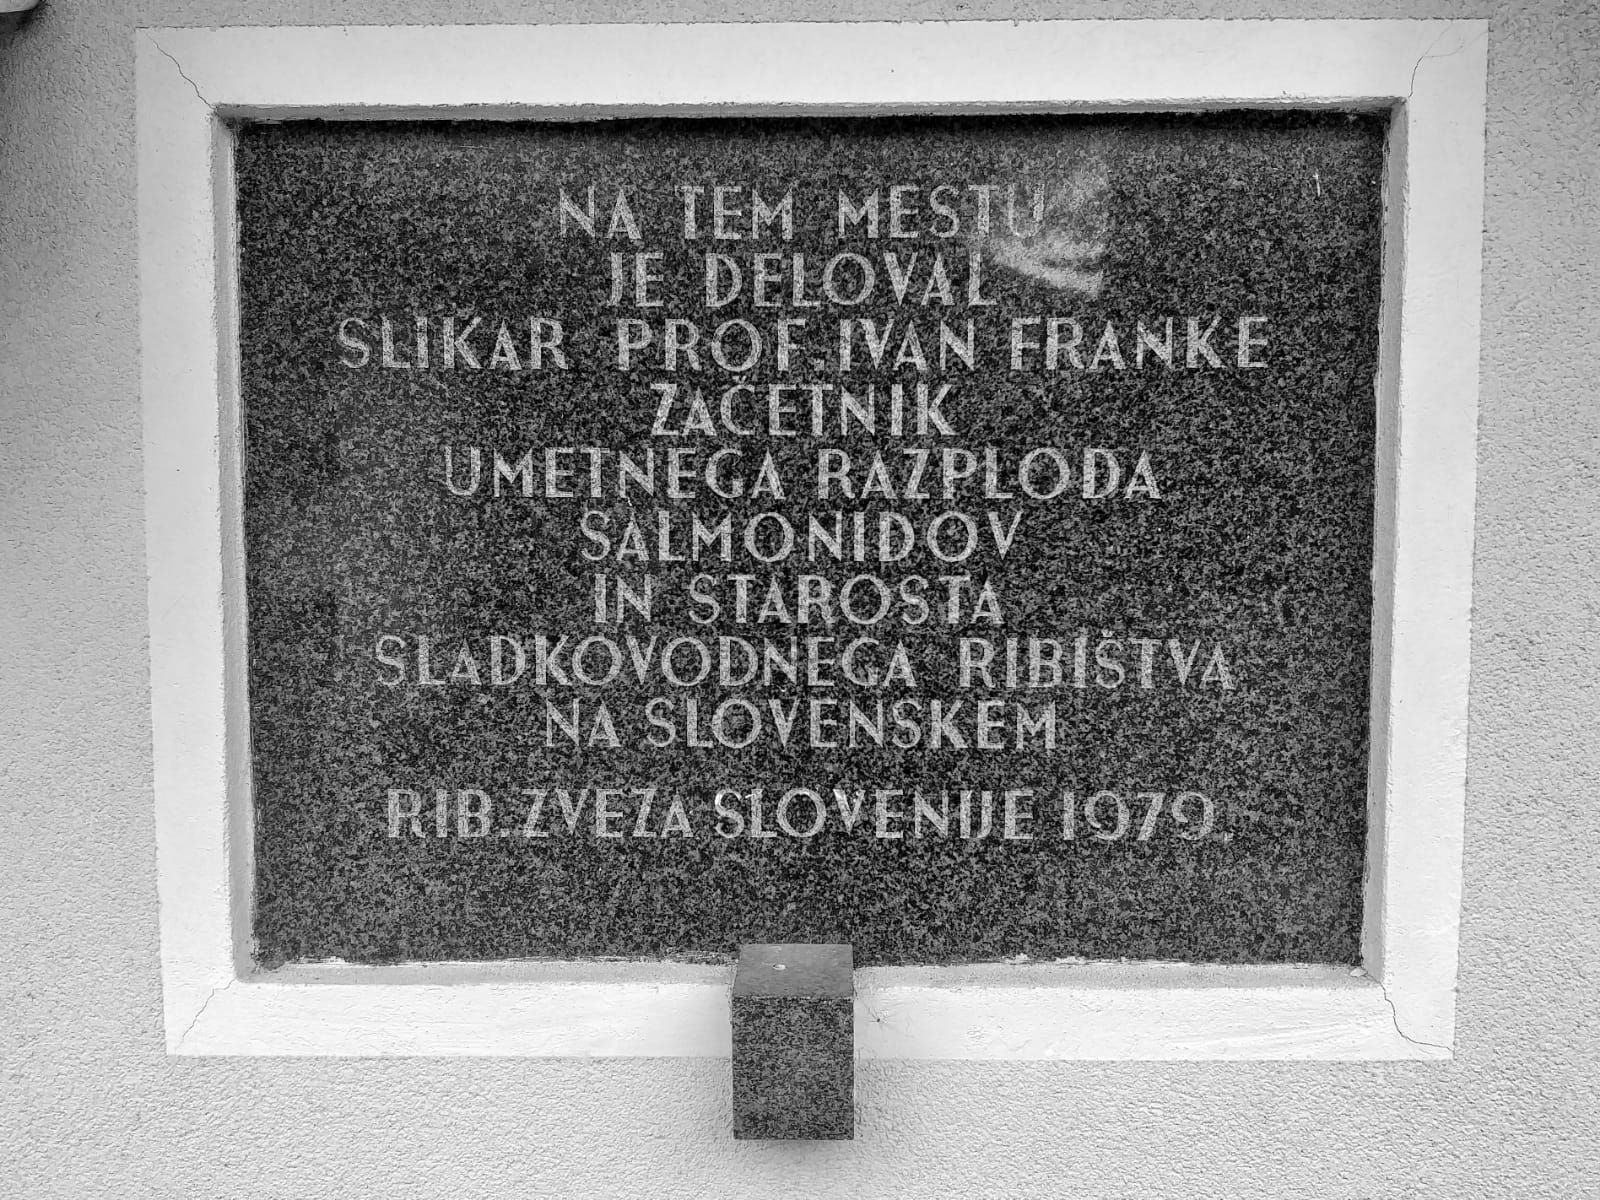 NA TEM MESTU
JE DELOVAL
SLIKAR PROF. IVAN FRANKE
ZAČETNIK
UMETNEGA RAZPLODA
SALMONIDOV
IN STAROSTA
SLADKOVODNEGA RIBIŠTVA
NA SLOVENSKEM
RIB. ZVEZA SLOVENIJE 1979.